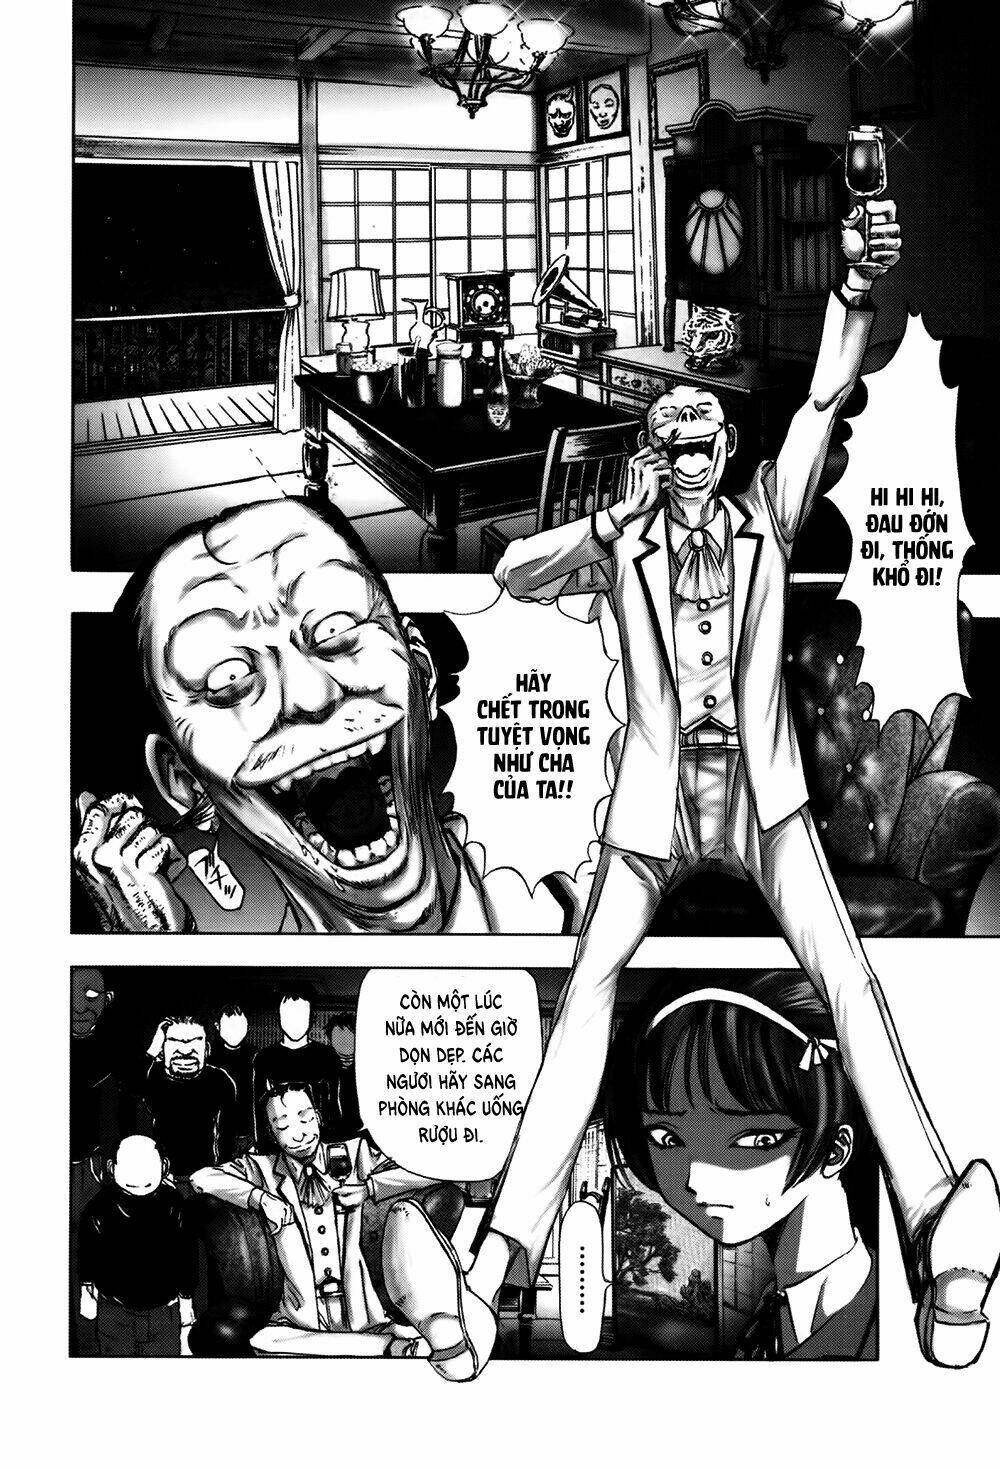 HI HI HI,
ĐAU ĐỚN
ĐI, THỐNG
KHỔ ĐI!
HÃY
CHẾT TRONG
TUYỆT VỌNG
NHƯ CHA
CỦA TA!!
CÒN MỘT LÚC
NỮA MỚI ĐẾN GIỜ
DỌN DẸP. CÁC
NGƯƠI HÃY SANG
PHÒNG KHÁC UỐNG
RƯỢU ĐI.
.........